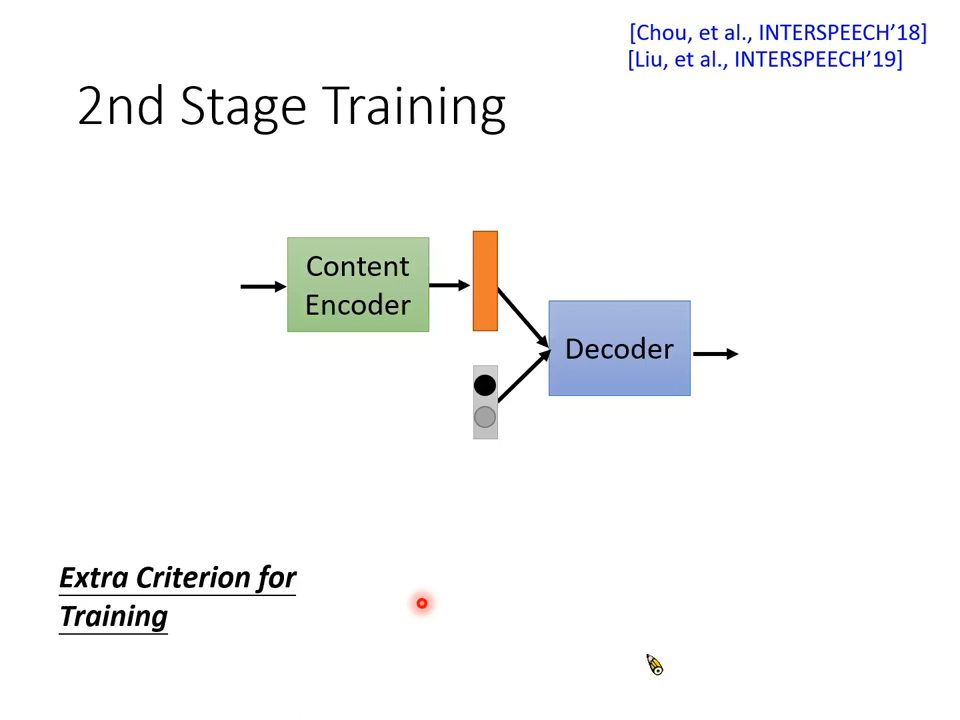 [Chou, et al., INTERSPEECH’18]
[Liu, et al., INTERSPEECH’19]
2nd Stage Training
Content
Encoder
Decoder
Extra Criterion for
Training